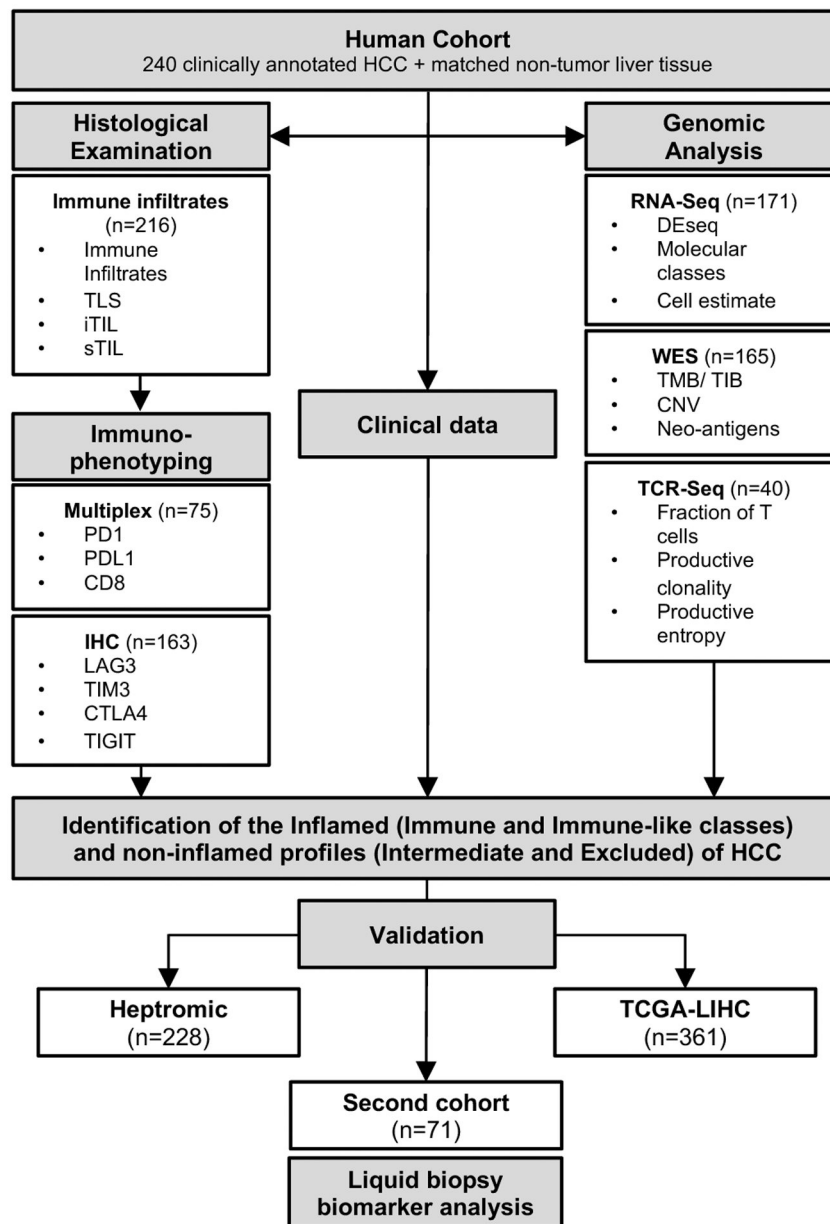 Human Cohort
240 clinically annotated HCC + matched non-tumor liver tissue
Histological
Examination
Immune infiltrates
(n=216)
• Immune
Infiltrates
• TLS
• iTIL
• sTIL
Immuno-
phenotyping
Multiplex (n=75)
• PD1
• PDL1
• CD8
IHC (n=163)
• LAG3
• TIM3
• CTLA4
• TIGIT
Clinical data
Genomic
Analysis
RNA-Seq (n=171)
• DEseq
• Molecular
classes
• Cell estimate
WES (n=165)
• TMB/ TIB
• CNV
• Neo-antigens
TCR-Seq (n=40)
• Fraction of T
cells
• Productive
clonality
• Productive
entropy
Identification of the Inflamed (Immune and Immune-like classes)
and non-inflamed profiles (Intermediate and Excluded) of HCC
Validation
Heptromic
(n=228)
TCGA-LIHC
(n=361)
Second cohort
(n=71)
Liquid biopsy
biomarker analysis